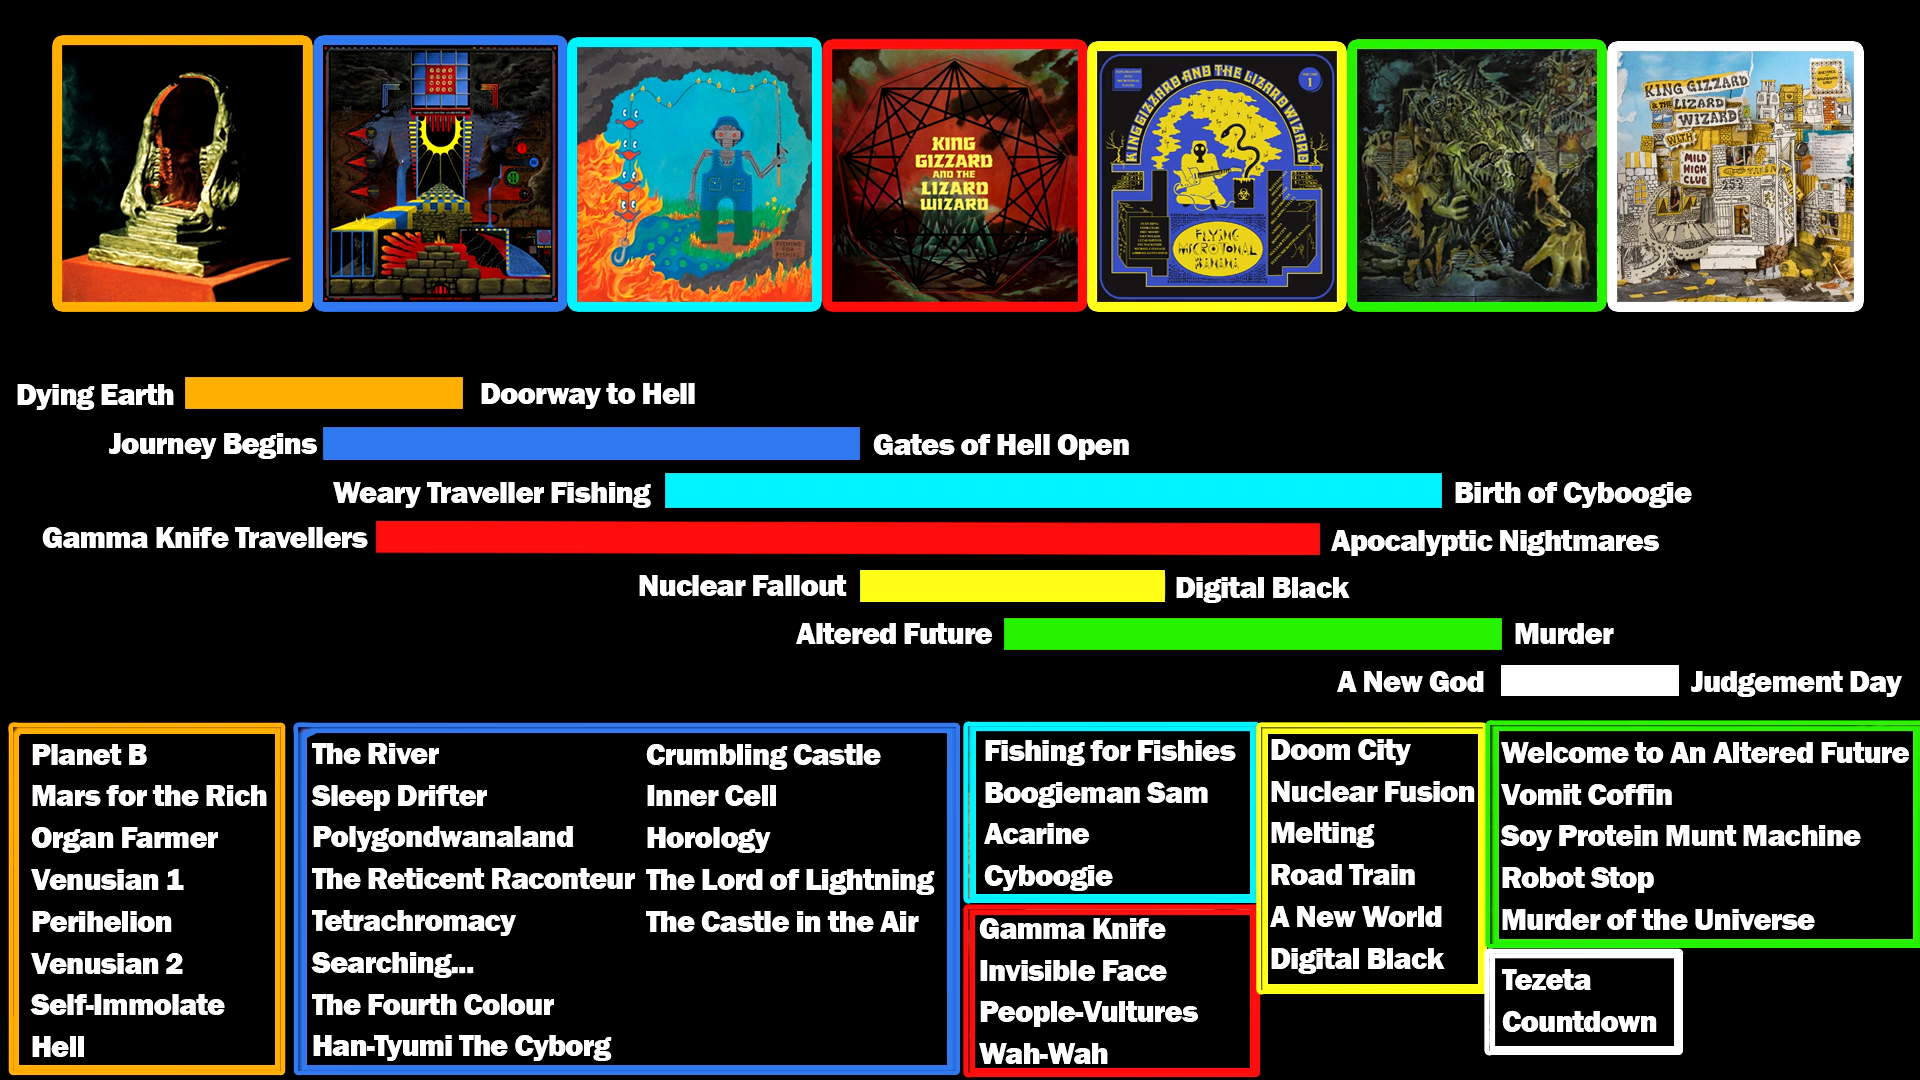 KING
GIZZARD
AND THE
LIZARD
WIZARD
KING GIZZARD AND THE LIZARD WIZARD
VOLUME
1
FLYING
MICROTONAL
BANANA
FISHING
FOR
FISHIES
KING GIZZARD
& THE LIZARD
WIZARD
WITH
MILD
HIGH
CLUB
Dying Earth
Doorway to Hell
Journey Begins
Gates of Hell Open
Weary Traveller Fishing
Birth of Cyboogie
Gamma Knife Travellers
Apocalyptic Nightmares
Nuclear Fallout
Digital Black
Altered Future
Murder
A New God
Judgement Day
Planet B
Mars for the Rich
Organ Farmer
Venusian 1
Perihelion
Venusian 2
Self-Immolate
Hell
The River
Sleep Drifter
Polygondwanaland
The Reticent Raconteur
Tetrachromacy
Searching...
The Fourth Colour
Han-Tyumi The Cyborg
Crumbling Castle
Inner Cell
Horology
The Lord of Lightning
The Castle in the Air
Fishing for Fishies
Boogieman Sam
Acarine
Cyboogie
Gamma Knife
Invisible Face
People-Vultures
Wah-Wah
Doom City
Nuclear Fusion
Melting
Road Train
A New World
Digital Black
Welcome to An Altered Future
Vomit Coffin
Soy Protein Munt Machine
Robot Stop
Murder of the Universe
Tezeta
Countdown